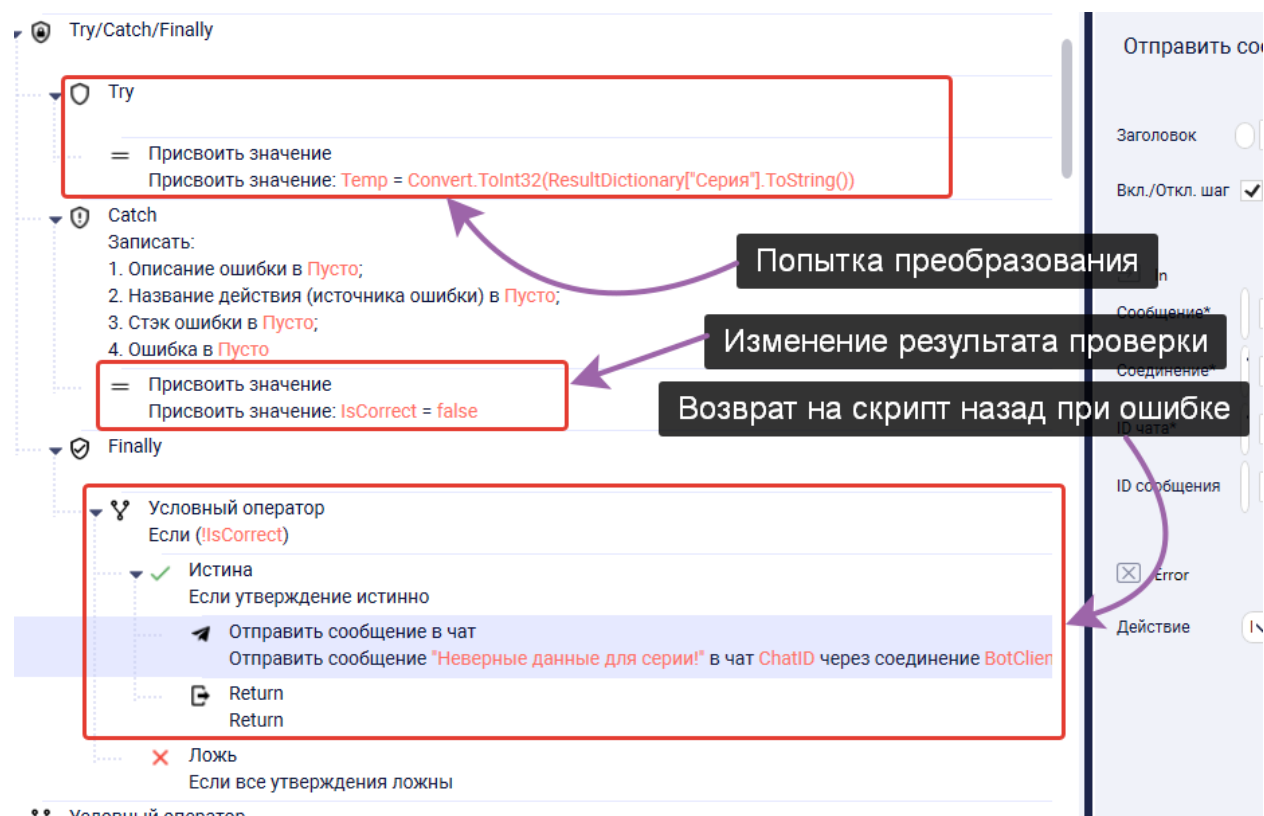 Try/Catch/Finally
Try
Присвоить значение
Присвоить значение: Temp = Convert.ToInt32(ResultDictionary["Серия"].ToString())
Catch
Записать:
1. Описание ошибки в Пусто;
2. Название действия (источника ошибки) в Пусто;
3. Стэк ошибки в Пусто;
4. Ошибка в Пусто
Присвоить значение
Присвоить значение: IsCorrect = false
Finally
Условный оператор
Если (!IsCorrect)
Истина
Если утверждение истинно
Отправить сообщение в чат
Отправить сообщение "Неверные данные для серии!" в чат ChatID через соединение BotClien
Return
Return
Ложь
Если все утверждения ложны
Условный оператор
Попытка преобразования
Изменение результата проверки
Возврат на скрипт назад при ошибке
Отправить соо
Заголовок
Вкл./Откл. шаг
In
Сообщение*
Соединение*
ID чата*
ID сообщения
Error
Действие